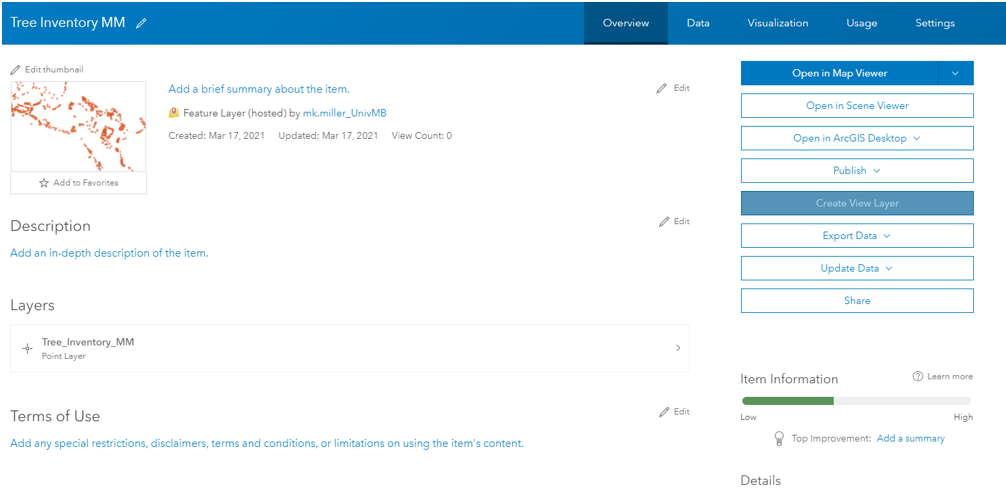 Tree Inventory MM
Overview
Data
Visualization
Usage
Settings
Edit thumbnail
Add to Favorites
Add a brief summary about the item.
Edit
Feature Layer (hosted) by mk.miller_UnivMB
Created: Mar 17, 2021 Updated: Mar 17, 2021 View Count: 0
Description
Edit
Add an in-depth description of the item.
Layers
Tree_Inventory_MM
Point Layer
Terms of Use
Edit
Add any special restrictions, disclaimers, terms and conditions, or limitations on using the item's content.
Open in Map Viewer
Open in Scene Viewer
Open in ArcGIS Desktop
Publish
Create View Layer
Export Data
Update Data
Share
Item Information
Learn more
Low
High
Top Improvement: Add a summary
Details